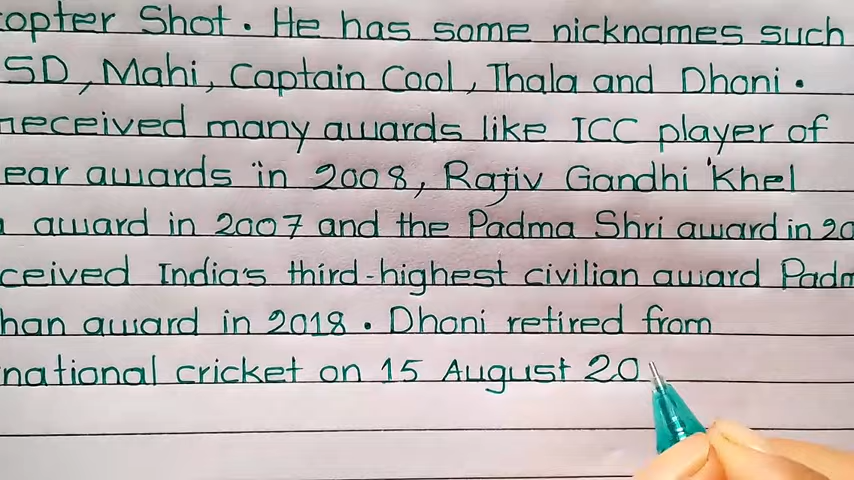 copter Shot. He has some nicknames such
SD, Mahi, Captain Cool, Thala and Dhoni.
received many awards like ICC player of
ear awards in 2008, Rajiv Gandhi Khel
award in 2007 and the Padma Shri award in 20
ceived India's third-highest civilian award Padm
han award in 2018. Dhoni retired from
national cricket on 15 August 20